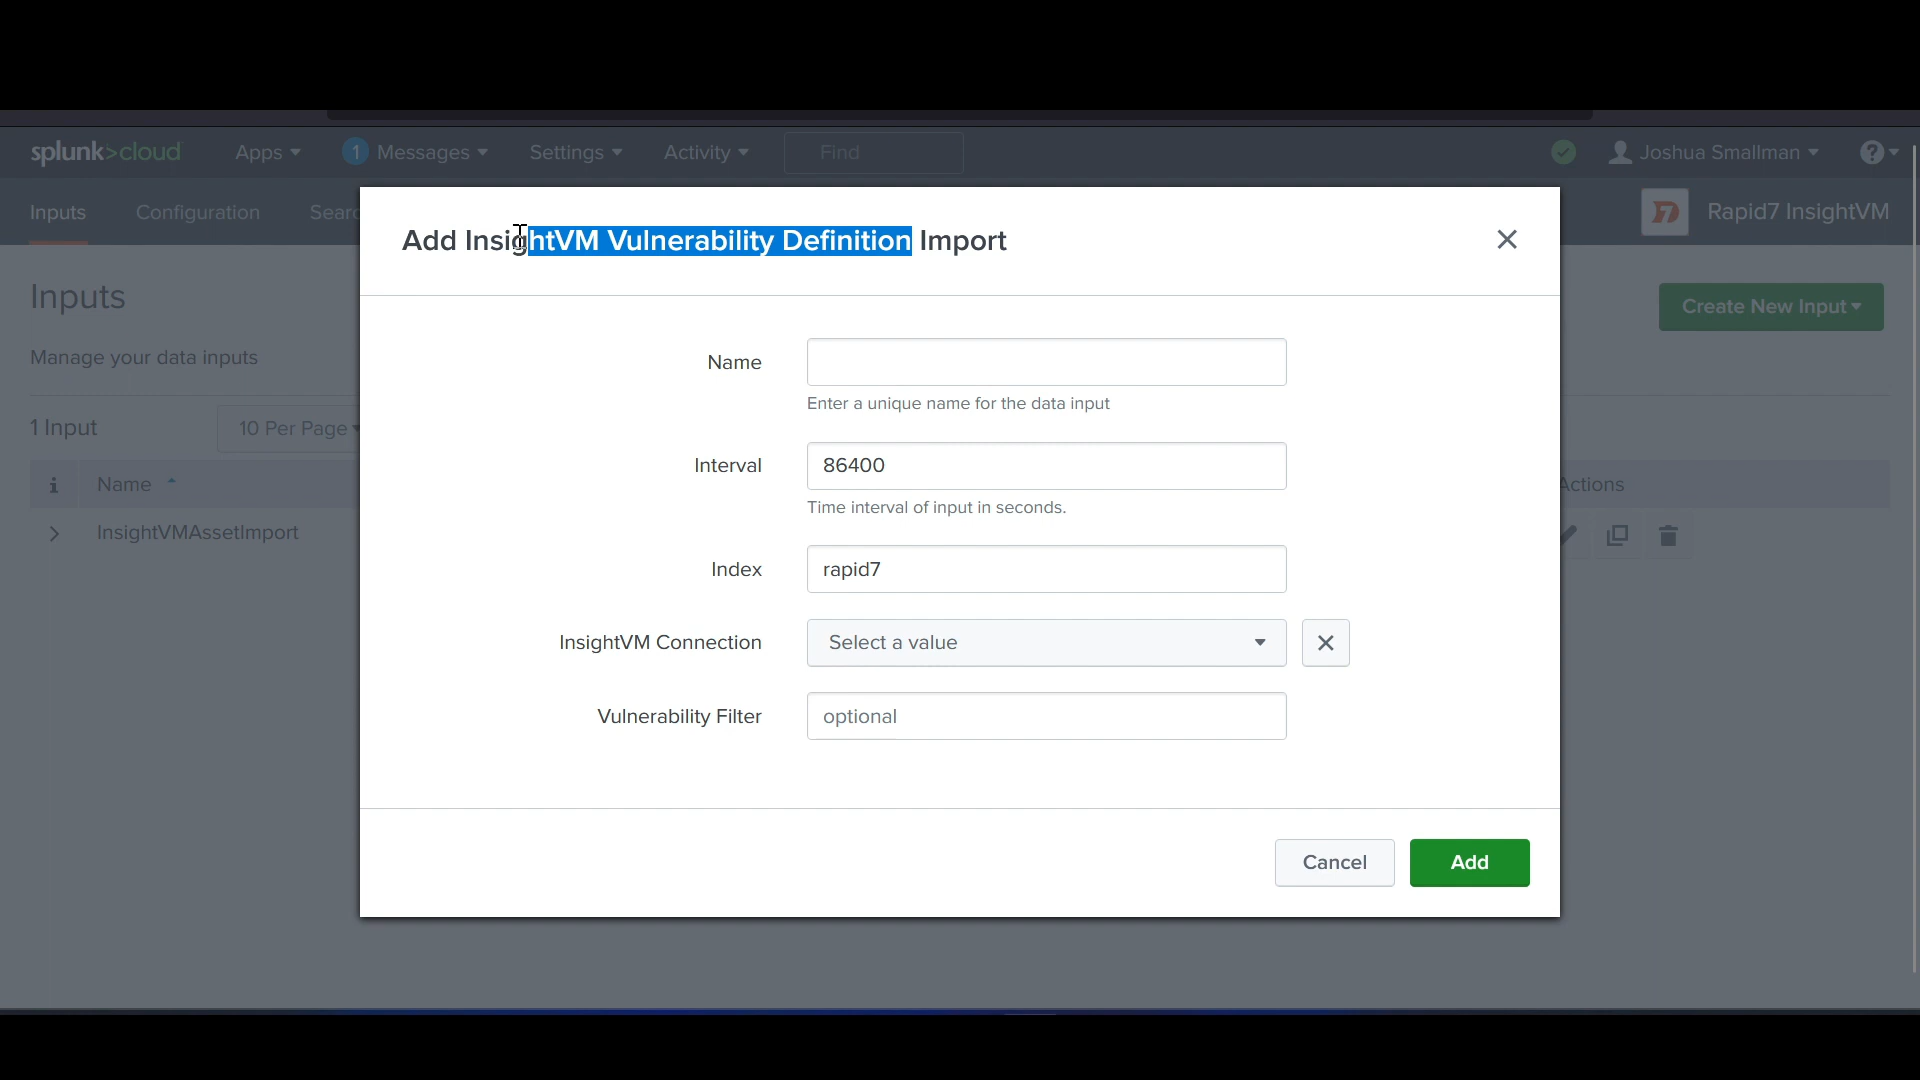 splunk>cloud Apps 1 Messages Settings Activity Find Joshua Smallman ?
Inputs Configuration Searc Rapid7 InsightVM
Add InsightVM Vulnerability Definition Import
Inputs
Create New Input
Manage your data inputs
Name
Enter a unique name for the data input
1 Input 10 Per Page
Interval 86400
Time interval of input in seconds.
i Name Actions
InsightVMAssetImport
Index rapid7
InsightVM Connection Select a value
Vulnerability Filter optional
Cancel Add